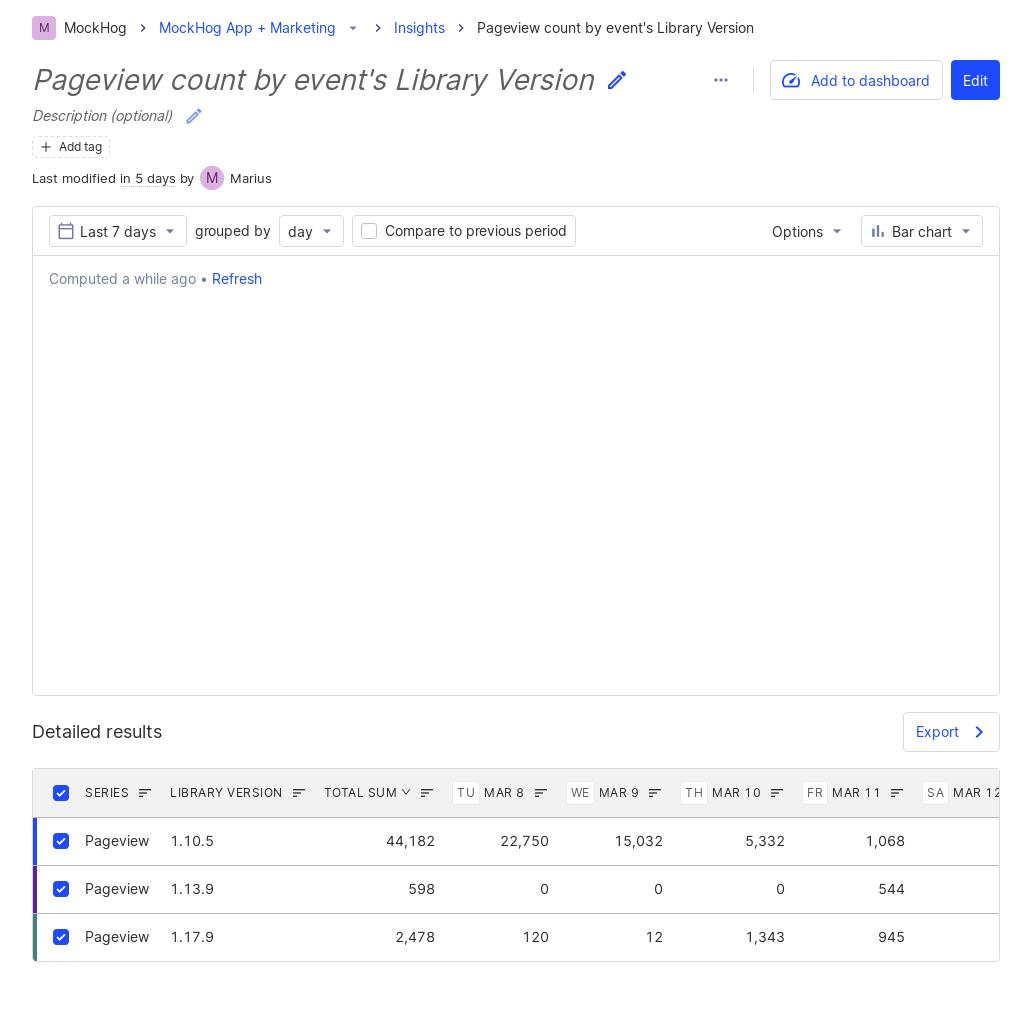 M MockHog MockHog App + Marketing Insights Pageview count by event's Library Version
Pageview count by event's Library Version
Add to dashboard
Edit
Description (optional)
Add tag
Last modified in 5 days by M Marius
Last 7 days grouped by day Compare to previous period Options Bar chart
Computed a while ago • Refresh
Detailed results
Export
SERIES LIBRARY VERSION TOTAL SUM TU MAR 8 WE MAR 9 TH MAR 10 FR MAR 11 SA MAR 12
Pageview 1.10.5 44,182 22,750 15,032 5,332 1,068
Pageview 1.13.9 598 0 0 0 544
Pageview 1.17.9 2,478 120 12 1,343 945